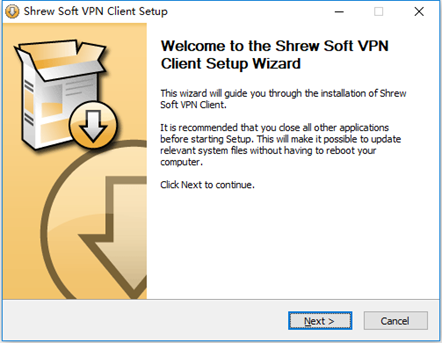 Shrew Soft VPN Client Setup
Welcome to the Shrew Soft VPN
Client Setup Wizard
This wizard will guide you through the installation of Shrew
Soft VPN Client.
It is recommended that you close all other applications
before starting Setup. This will make it possible to update
relevant system files without having to reboot your
computer.
Click Next to continue.
Next >
Cancel